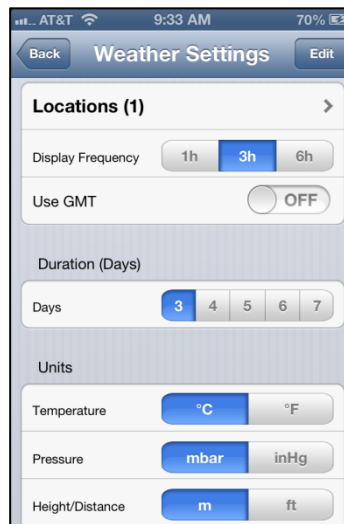 AT&T 9:33 AM 70%
Back Weather Settings Edit
Locations (1)
Display Frequency 1h 3h 6h
Use GMT OFF
Duration (Days)
Days 3 4 5 6 7
Units
Temperature °C °F
Pressure mbar inHg
Height/Distance m ft